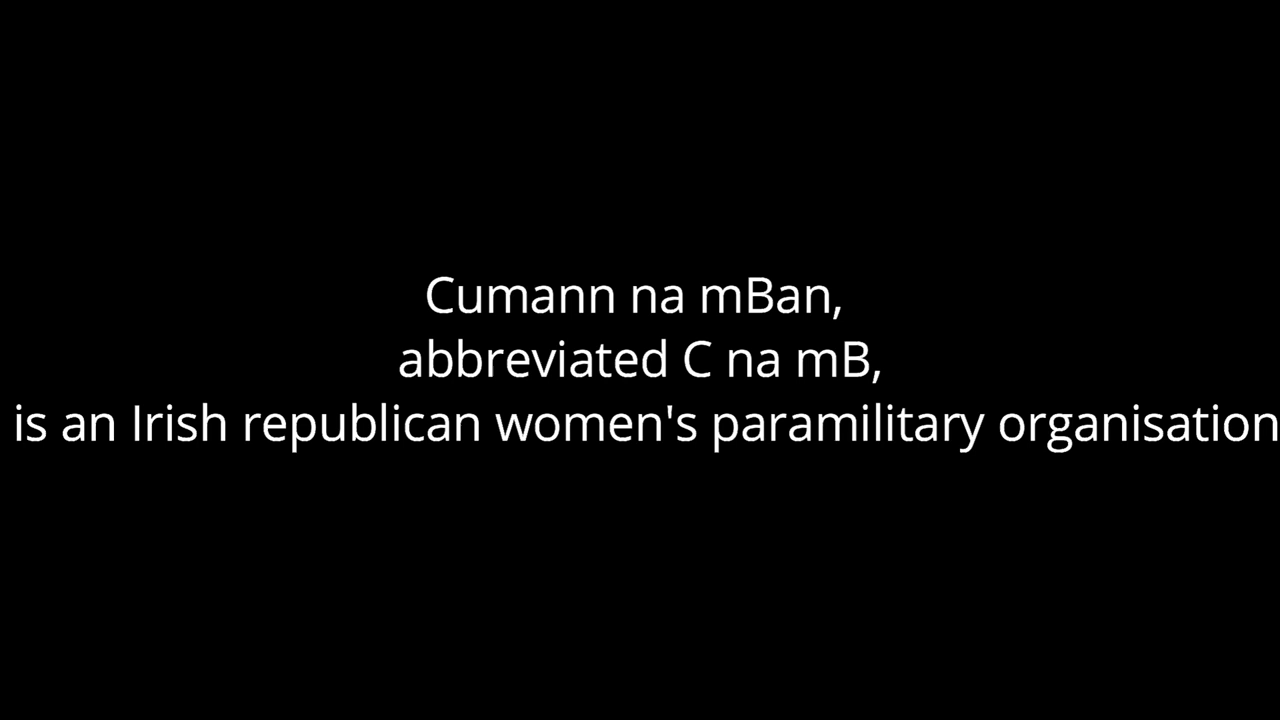 Cumann na mBan,
abbreviated C na mB,
is an Irish republican women's paramilitary organisation